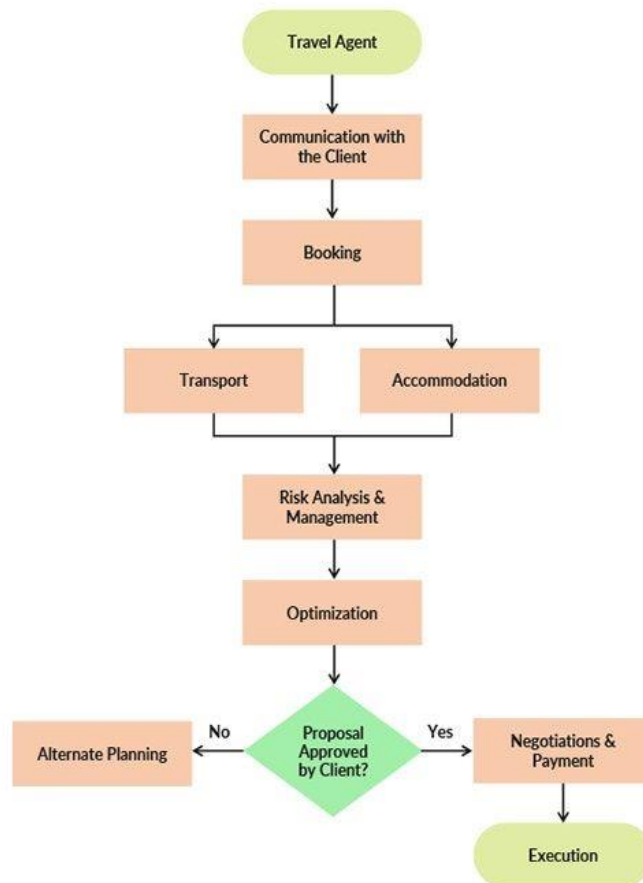 Travel Agent
Communication with
the Client
Booking
Transport
Accommodation
Risk Analysis &
Management
Optimization
Proposal
Approved
by Client?
No
Yes
Alternate Planning
Negotiations &
Payment
Execution